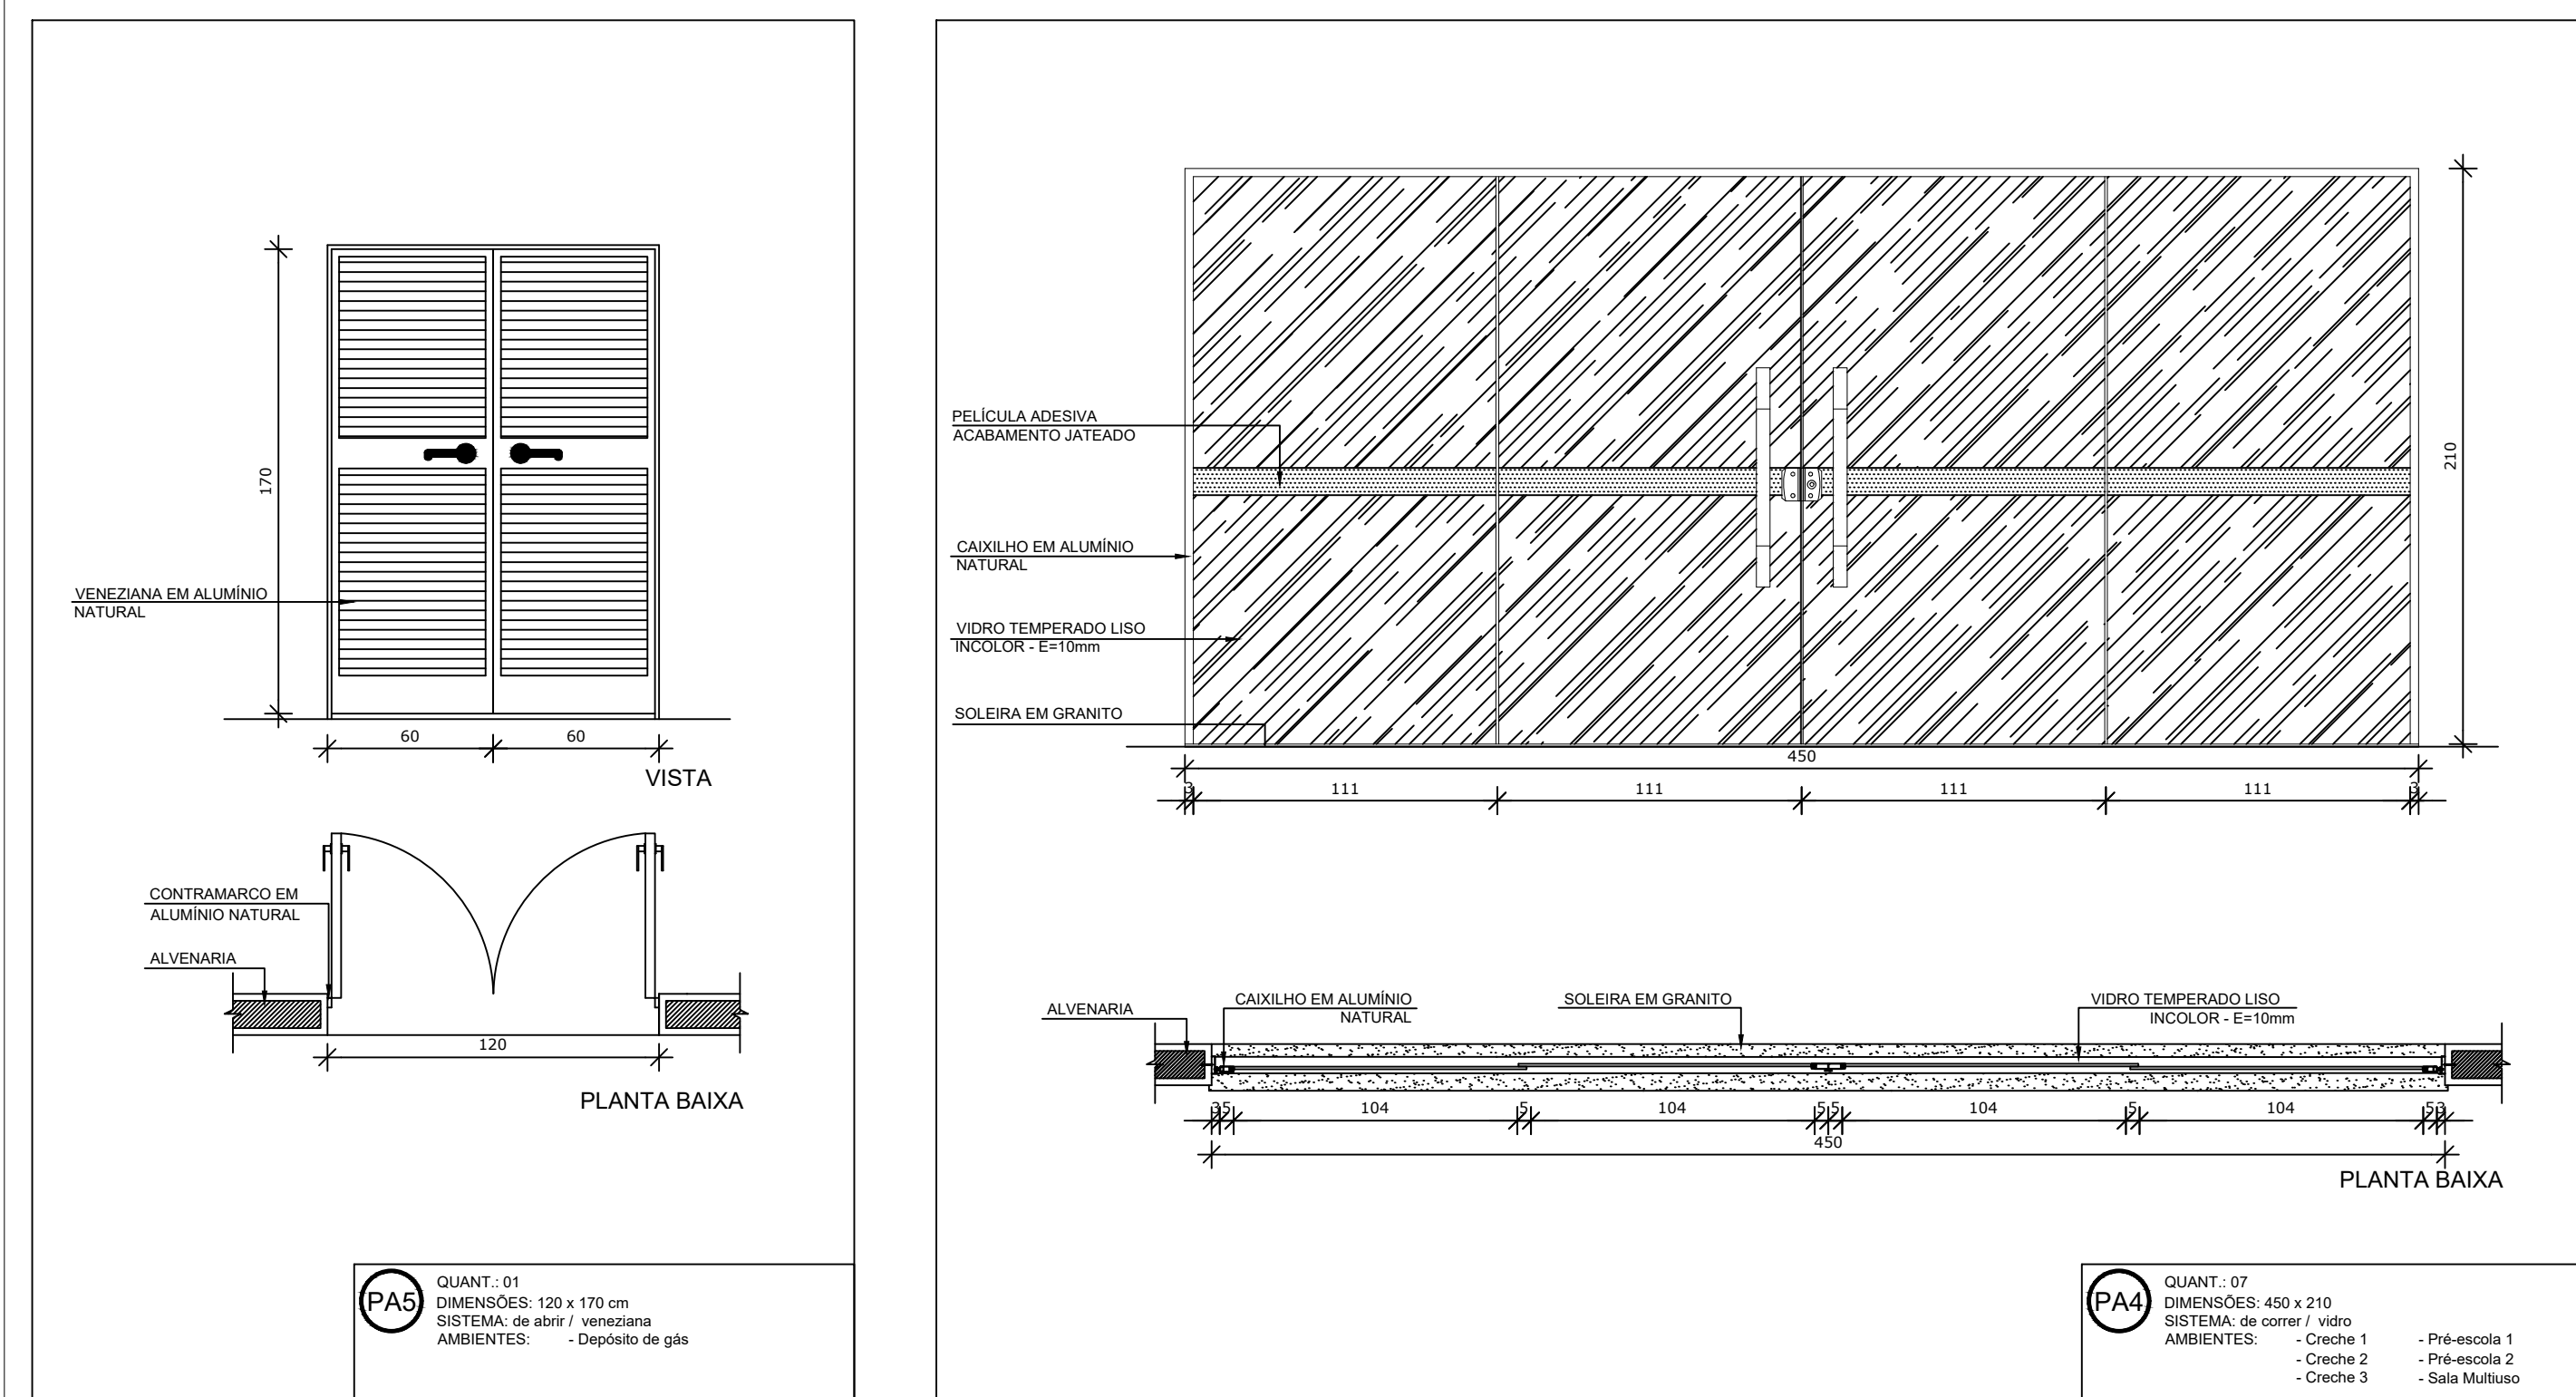 170
VENEZIANA EM ALUMÍNIO
NATURAL
60
60
VISTA
CONTRAMARCO EM
ALUMÍNIO NATURAL
ALVENARIA
120
PLANTA BAIXA
PA5
QUANT.: 01
DIMENSÕES: 120 x 170 cm
SISTEMA: de abrir / veneziana
AMBIENTES: - Depósito de gás
PELÍCULA ADESIVA
ACABAMENTO JATEADO
CAIXILHO EM ALUMÍNIO
NATURAL
VIDRO TEMPERADO LISO
INCOLOR - E=10mm
SOLEIRA EM GRANITO
210
450
3 111 111 111 111 3
ALVENARIA
CAIXILHO EM ALUMÍNIO
NATURAL
SOLEIRA EM GRANITO
VIDRO TEMPERADO LISO
INCOLOR - E=10mm
3 5 104 5 104 5 5 104 5 104 5 3
450
PLANTA BAIXA
PA4
QUANT.: 07
DIMENSÕES: 450 x 210
SISTEMA: de correr / vidro
AMBIENTES: - Creche 1 - Pré-escola 1
- Creche 2 - Pré-escola 2
- Creche 3 - Sala Multiuso